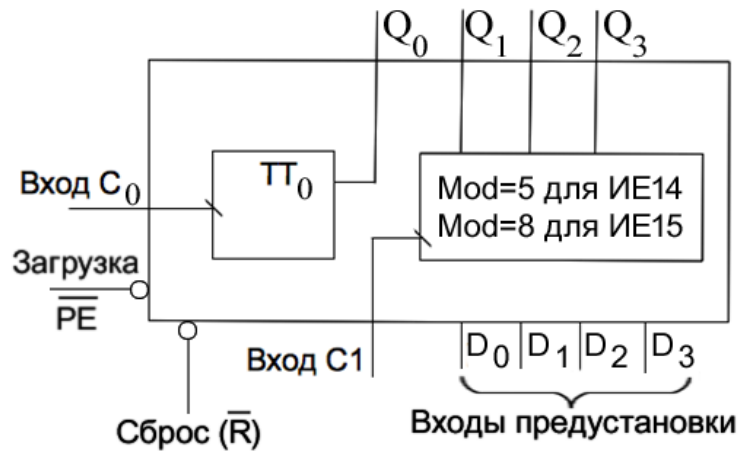 Q0 Q1 Q2 Q3
TT0
Mod=5 для ИЕ14
Mod=8 для ИЕ15
Вход C0
Загрузка
P̅E̅
Вход C1
D0 D1 D2 D3
Входы предустановки
Сброс (R̅)